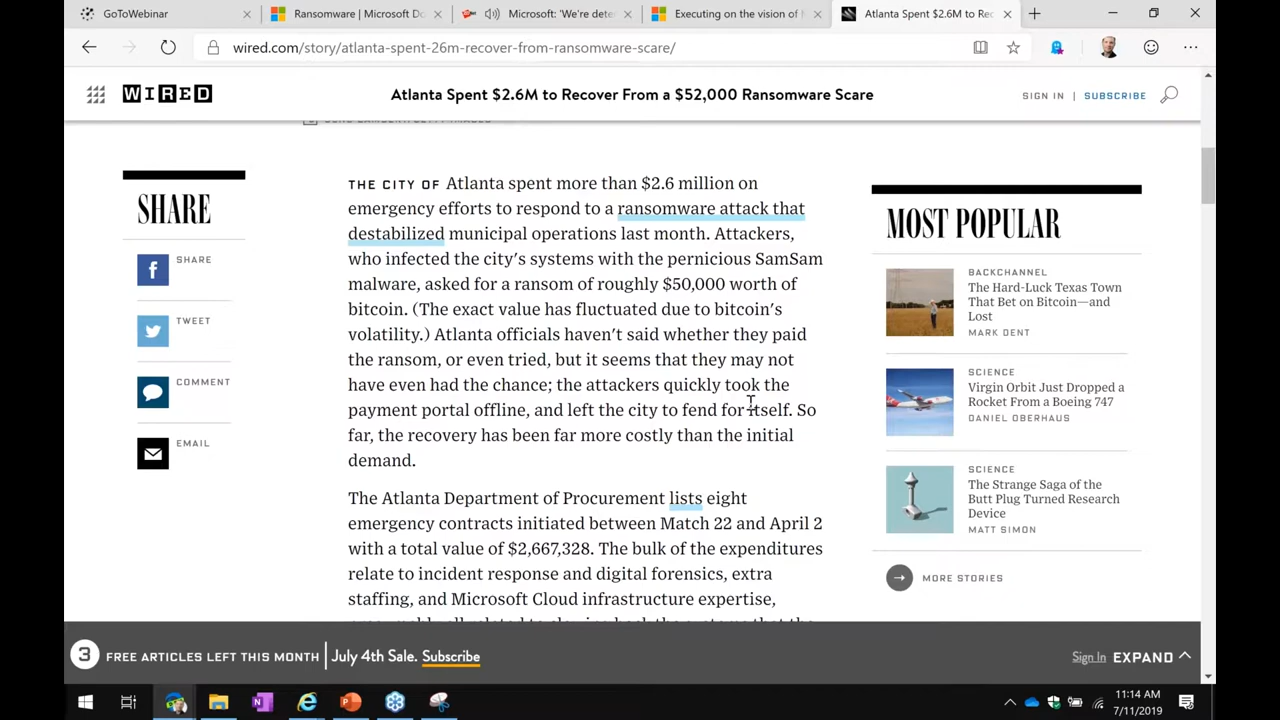 GoToWebinar
Ransomware | Microsoft Do
Microsoft: 'We're dete
Executing on the vision of
Atlanta Spent $2.6M to Rec
wired.com/story/atlanta-spent-26m-recover-from-ransomware-scare/
WIRED
Atlanta Spent $2.6M to Recover From a $52,000 Ransomware Scare
SIGN IN | SUBSCRIBE
SHARE
SHARE
TWEET
COMMENT
EMAIL
THE CITY OF Atlanta spent more than $2.6 million on
emergency efforts to respond to a ransomware attack that
destabilized municipal operations last month. Attackers,
who infected the city's systems with the pernicious SamSam
malware, asked for a ransom of roughly $50,000 worth of
bitcoin. (The exact value has fluctuated due to bitcoin's
volatility.) Atlanta officials haven't said whether they paid
the ransom, or even tried, but it seems that they may not
have even had the chance; the attackers quickly took the
payment portal offline, and left the city to fend for itself. So
far, the recovery has been far more costly than the initial
demand.
The Atlanta Department of Procurement lists eight
emergency contracts initiated between Match 22 and April 2
with a total value of $2,667,328. The bulk of the expenditures
relate to incident response and digital forensics, extra
staffing, and Microsoft Cloud infrastructure expertise,
MOST POPULAR
BACKCHANNEL
The Hard-Luck Texas Town
That Bet on Bitcoin—and
Lost
MARK DENT
SCIENCE
Virgin Orbit Just Dropped a
Rocket From a Boeing 747
DANIEL OBERHAUS
SCIENCE
The Strange Saga of the
Butt Plug Turned Research
Device
MATT SIMON
MORE STORIES
3 FREE ARTICLES LEFT THIS MONTH | July 4th Sale. Subscribe
Sign In EXPAND
11:14 AM
7/11/2019